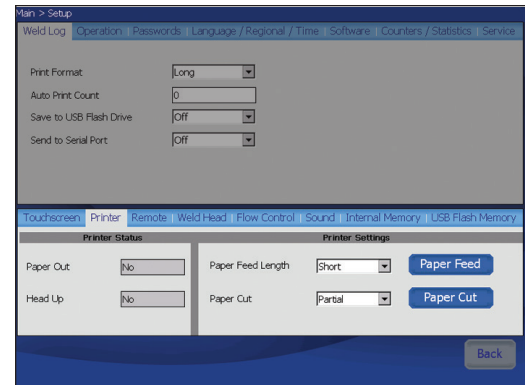 Main > Setup
Weld Log Operation Passwords Language / Regional / Time Software Counters / Statistics Service
Print Format Long
Auto Print Count 0
Save to USB Flash Drive Off
Send to Serial Port Off
Touchscreen Printer Remote Weld Head Flow Control Sound Internal Memory USB Flash Memory
Printer Status Printer Settings
Paper Out No Paper Feed Length Short Paper Feed
Head Up No Paper Cut Partial Paper Cut
Back